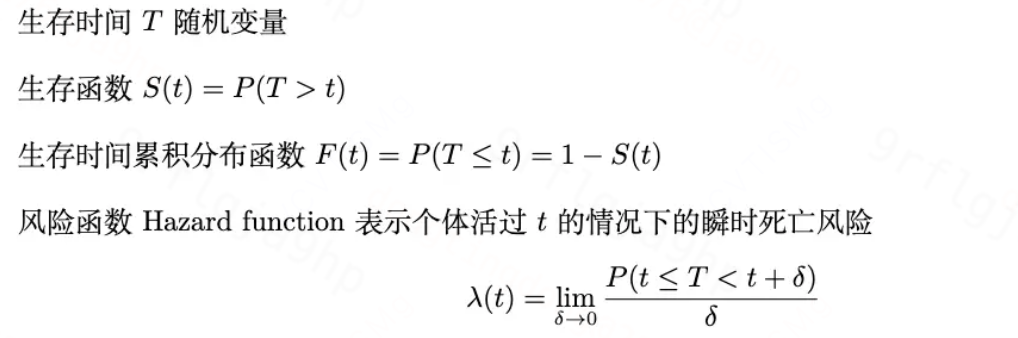 生存时间 T 随机变量
生存函数 S(t) = P(T > t)
生存时间累积分布函数 F(t) = P(T ≤ t) = 1 − S(t)
风险函数 Hazard function 表示个体活过 t 的情况下的瞬时死亡风险
λ(t) = lim_{δ→0} P(t ≤ T < t + δ) / δ